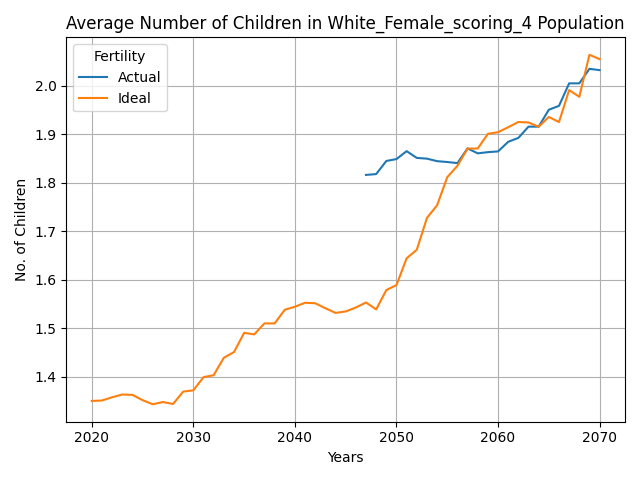 Average Number of Children in White_Female_scoring_4 Population
Fertility
Actual
Ideal
No. of Children
2.0
1.9
1.8
1.7
1.6
1.5
1.4
2020 2030 2040 2050 2060 2070
Years